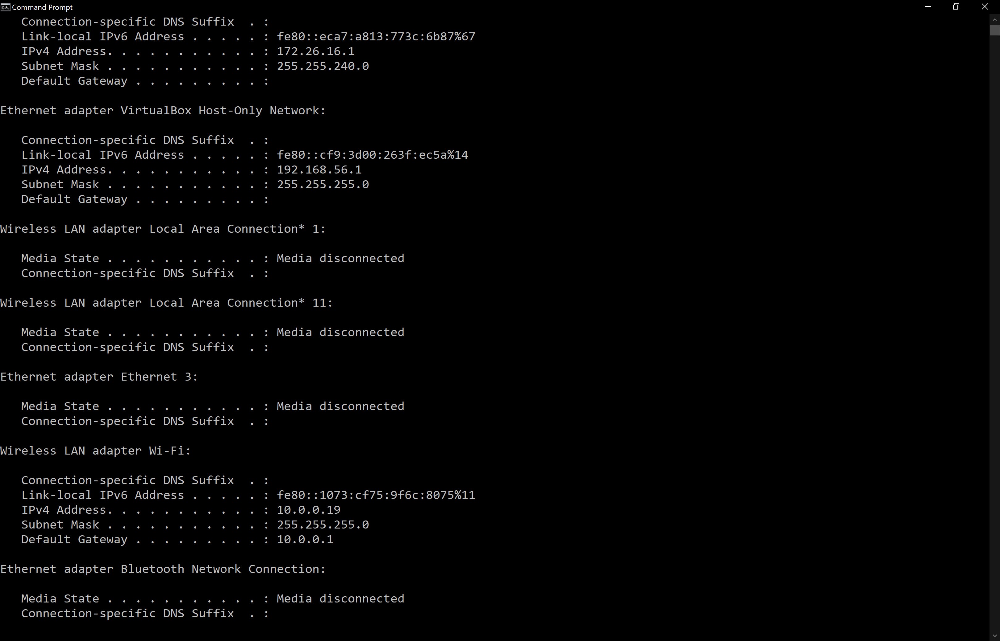 Command Prompt
   Connection-specific DNS Suffix  . :
   Link-local IPv6 Address . . . . . : fe80::eca7:a813:773c:6b87%67
   IPv4 Address. . . . . . . . . . . : 172.26.16.1
   Subnet Mask . . . . . . . . . . . : 255.255.240.0
   Default Gateway . . . . . . . . . :

Ethernet adapter VirtualBox Host-Only Network:

   Connection-specific DNS Suffix  . :
   Link-local IPv6 Address . . . . . : fe80::cf9:3d00:263f:ec5a%14
   IPv4 Address. . . . . . . . . . . : 192.168.56.1
   Subnet Mask . . . . . . . . . . . : 255.255.255.0
   Default Gateway . . . . . . . . . :

Wireless LAN adapter Local Area Connection* 1:

   Media State . . . . . . . . . . . : Media disconnected
   Connection-specific DNS Suffix  . :

Wireless LAN adapter Local Area Connection* 11:

   Media State . . . . . . . . . . . : Media disconnected
   Connection-specific DNS Suffix  . :

Ethernet adapter Ethernet 3:

   Media State . . . . . . . . . . . : Media disconnected
   Connection-specific DNS Suffix  . :

Wireless LAN adapter Wi-Fi:

   Connection-specific DNS Suffix  . :
   Link-local IPv6 Address . . . . . : fe80::1073:cf75:9f6c:8075%11
   IPv4 Address. . . . . . . . . . . : 10.0.0.19
   Subnet Mask . . . . . . . . . . . : 255.255.255.0
   Default Gateway . . . . . . . . . : 10.0.0.1

Ethernet adapter Bluetooth Network Connection:

   Media State . . . . . . . . . . . : Media disconnected
   Connection-specific DNS Suffix  . :